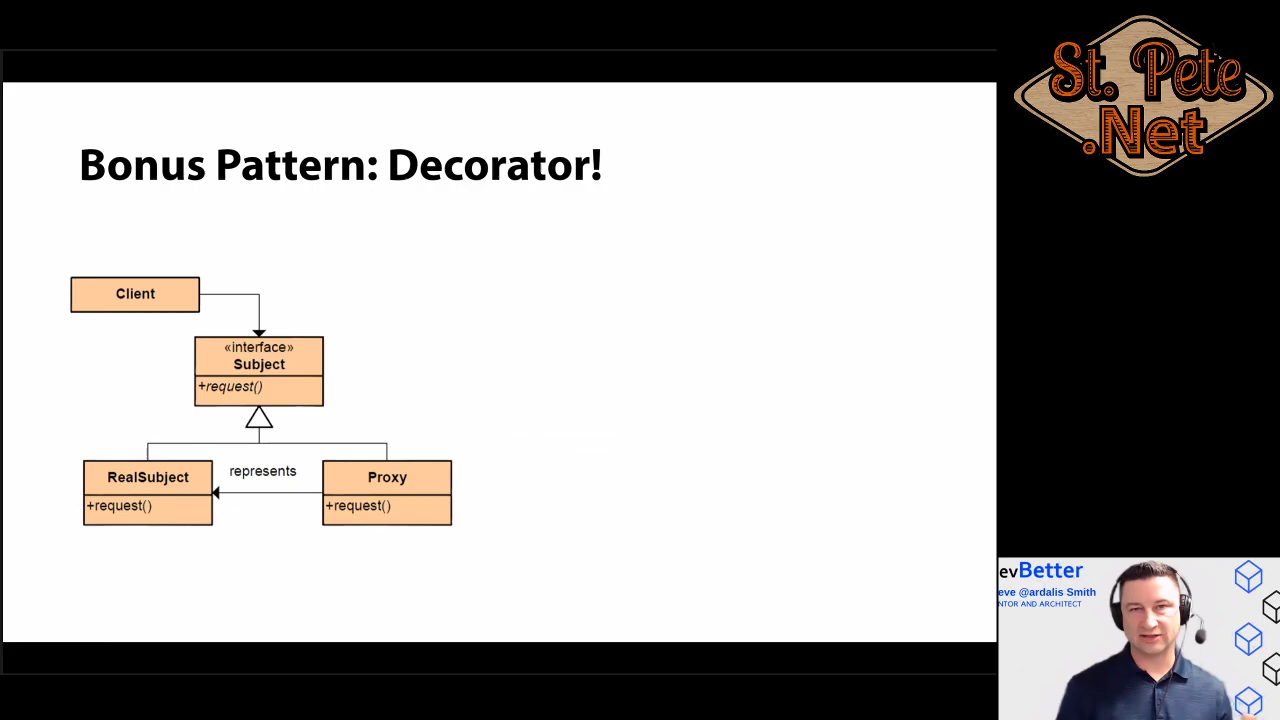 Bonus Pattern: Decorator!
Client
«interface»
Subject
+request()
RealSubject
+request()
represents
Proxy
+request()
St. Pete
.Net
evBetter
eve @ardalis Smith
NTOR AND ARCHITECT